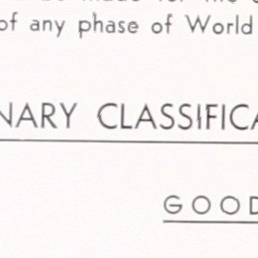 of any phase of World
NARY CLASSIFICA
GOOD